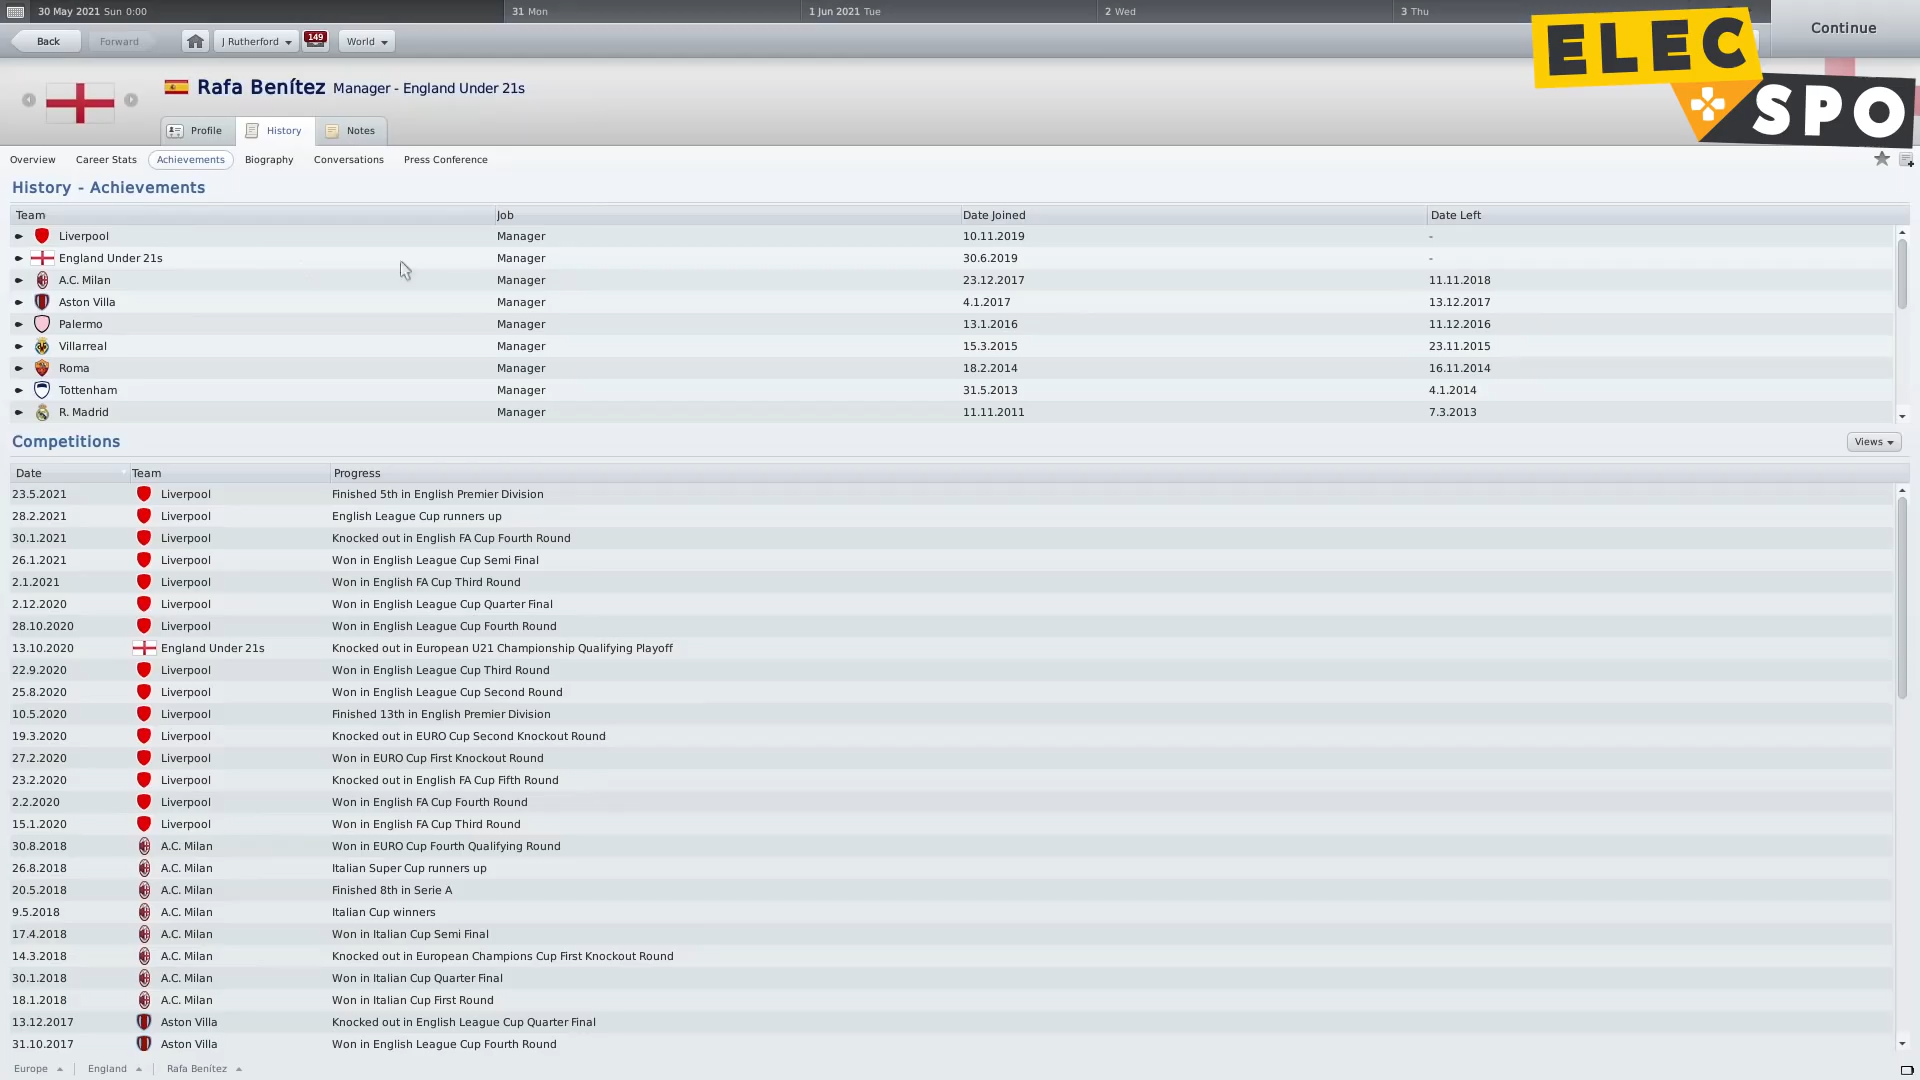 30 May 2021 Sun 0:00 31 Mon 1 Jun 2021 Tue 2 Wed 3 Thu
Back Forward J Rutherford 149 World Continue
ELEC
SPO
Rafa Benítez Manager - England Under 21s
Profile History Notes
Overview Career Stats Achievements Biography Conversations Press Conference
History - Achievements
Team Job Date Joined Date Left
Liverpool Manager 10.11.2019 -
England Under 21s Manager 30.6.2019 -
A.C. Milan Manager 23.12.2017 11.11.2018
Aston Villa Manager 4.1.2017 13.12.2017
Palermo Manager 13.1.2016 11.12.2016
Villarreal Manager 15.3.2015 23.11.2015
Roma Manager 18.2.2014 16.11.2014
Tottenham Manager 31.5.2013 4.1.2014
R. Madrid Manager 11.11.2011 7.3.2013
Competitions Views
Date Team Progress
23.5.2021 Liverpool Finished 5th in English Premier Division
28.2.2021 Liverpool English League Cup runners up
30.1.2021 Liverpool Knocked out in English FA Cup Fourth Round
26.1.2021 Liverpool Won in English League Cup Semi Final
2.1.2021 Liverpool Won in English FA Cup Third Round
2.12.2020 Liverpool Won in English League Cup Quarter Final
28.10.2020 Liverpool Won in English League Cup Fourth Round
13.10.2020 England Under 21s Knocked out in European U21 Championship Qualifying Playoff
22.9.2020 Liverpool Won in English League Cup Third Round
25.8.2020 Liverpool Won in English League Cup Second Round
10.5.2020 Liverpool Finished 13th in English Premier Division
19.3.2020 Liverpool Knocked out in EURO Cup Second Knockout Round
27.2.2020 Liverpool Won in EURO Cup First Knockout Round
23.2.2020 Liverpool Knocked out in English FA Cup Fifth Round
2.2.2020 Liverpool Won in English FA Cup Fourth Round
15.1.2020 Liverpool Won in English FA Cup Third Round
30.8.2018 A.C. Milan Won in EURO Cup Fourth Qualifying Round
26.8.2018 A.C. Milan Italian Super Cup runners up
20.5.2018 A.C. Milan Finished 8th in Serie A
9.5.2018 A.C. Milan Italian Cup winners
17.4.2018 A.C. Milan Won in Italian Cup Semi Final
14.3.2018 A.C. Milan Knocked out in European Champions Cup First Knockout Round
30.1.2018 A.C. Milan Won in Italian Cup Quarter Final
18.1.2018 A.C. Milan Won in Italian Cup First Round
13.12.2017 Aston Villa Knocked out in English League Cup Quarter Final
31.10.2017 Aston Villa Won in English League Cup Fourth Round
Europe England Rafa Benítez